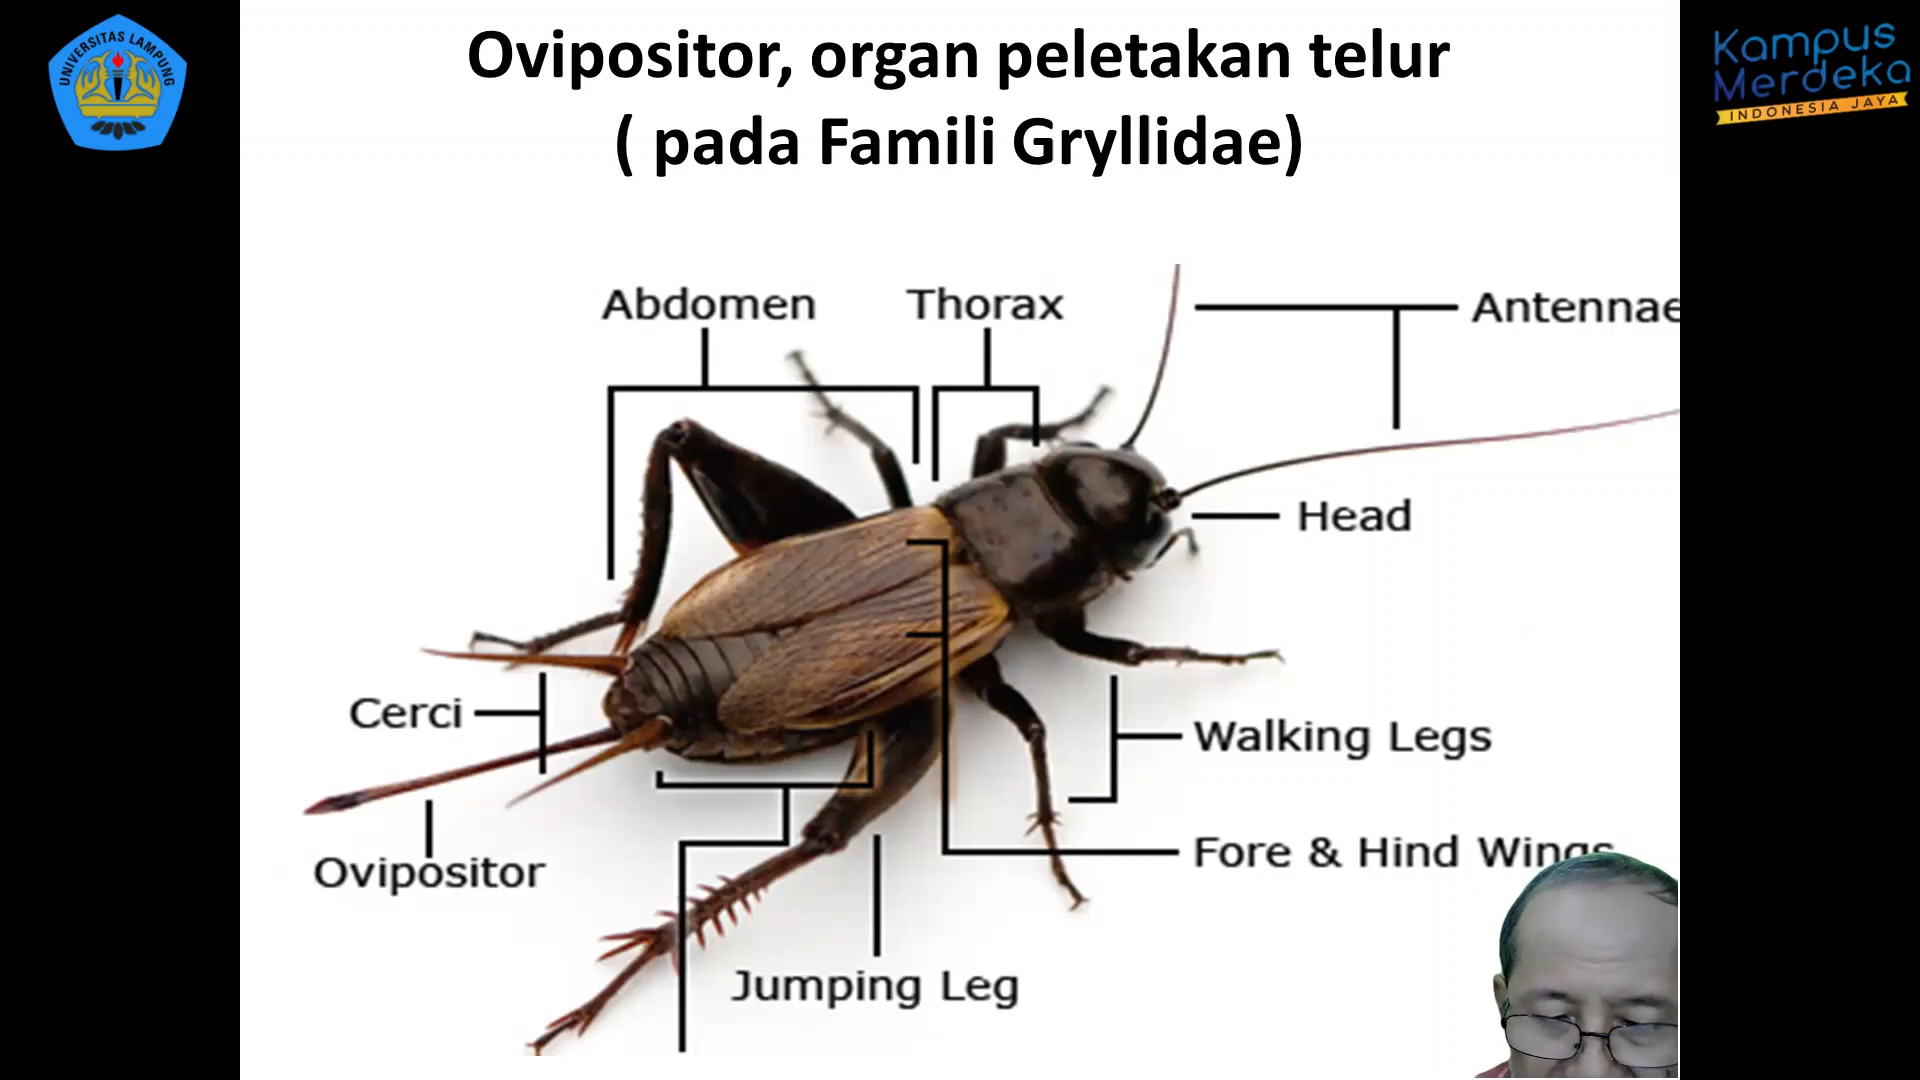 UNIVERSITAS LAMPUNG
Ovipositor, organ peletakan telur
( pada Famili Gryllidae)
Kampus
Merdeka
INDONESIA JAYA
Abdomen
Thorax
Antennae
Head
Cerci
Walking Legs
Ovipositor
Fore & Hind Wings
Jumping Leg